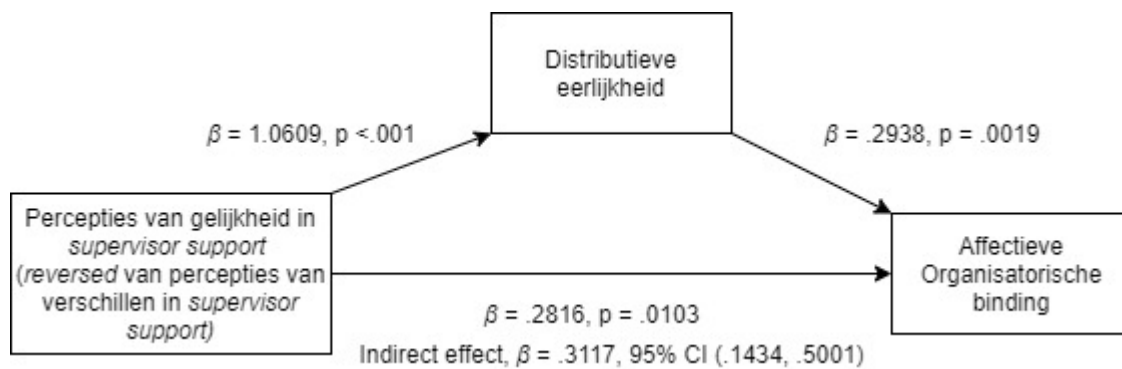 Distributieve
eerlijkheid
β = 1.0609, p <.001
β = .2938, p = .0019
Percepties van gelijkheid in
supervisor support
(reversed van percepties van
verschillen in supervisor
support)
Affectieve
Organisatorische
binding
β = .2816, p = .0103
Indirect effect, β = .3117, 95% CI (.1434, .5001)